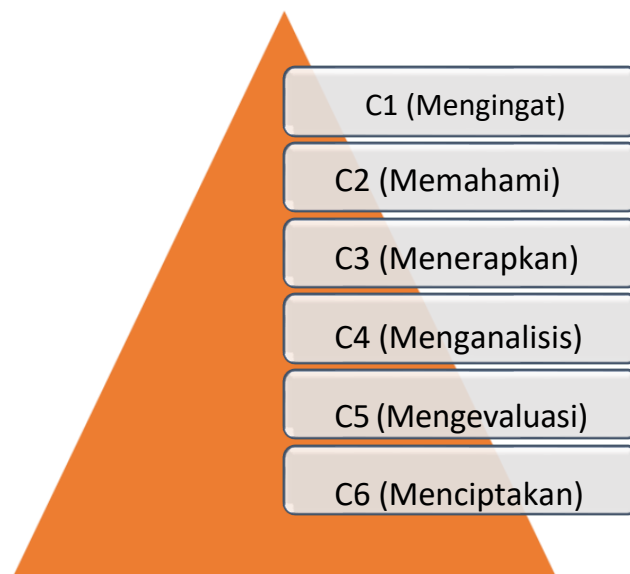 C1 (Mengingat)
C2 (Memahami)
C3 (Menerapkan)
C4 (Menganalisis)
C5 (Mengevaluasi)
C6 (Menciptakan)